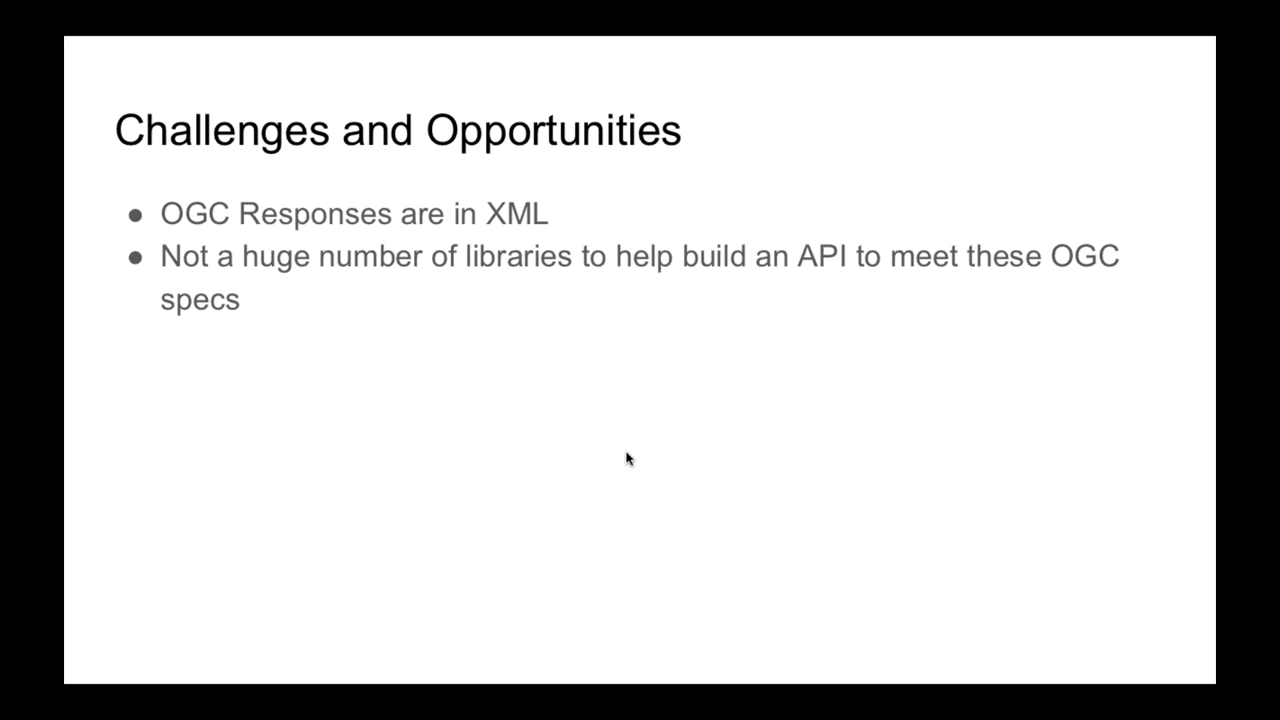 Challenges and Opportunities
● OGC Responses are in XML
● Not a huge number of libraries to help build an API to meet these OGC
specs